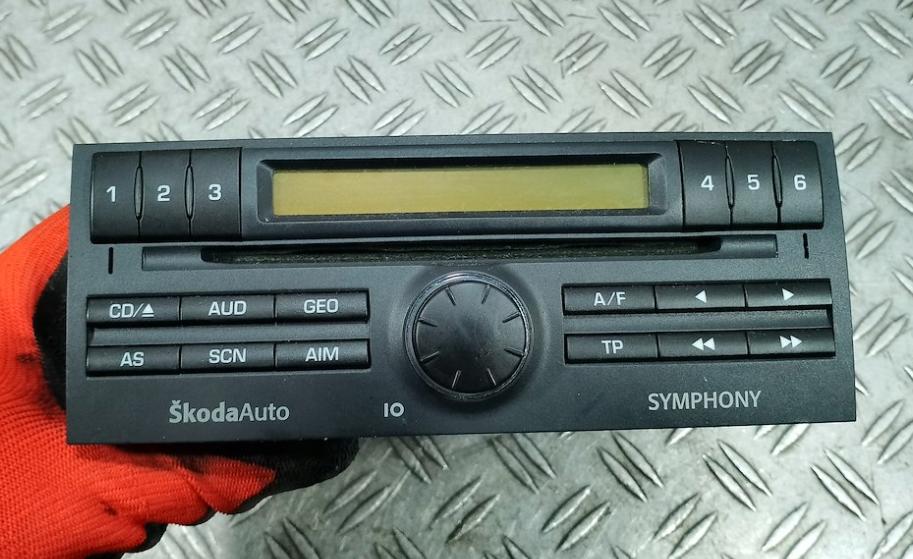 1 2 3 4 5 6
CD/⏏ AUD GEO A/F ◀ ▶
AS SCN AIM TP ◀◀ ▶▶
ŠkodaAuto IO SYMPHONY